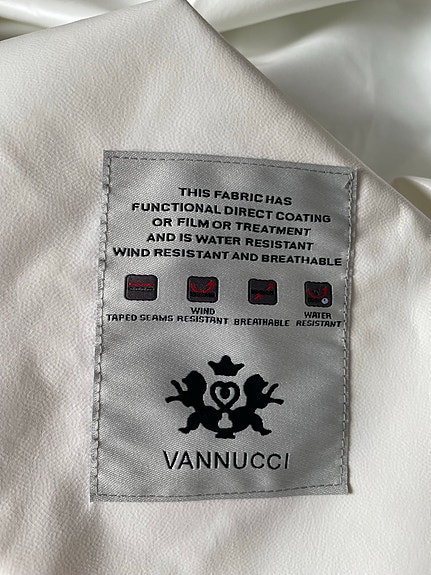 THIS FABRIC HAS
FUNCTIONAL DIRECT COATING
OR FILM OR TREATMENT
AND IS WATER RESISTANT
WIND RESISTANT AND BREATHABLE
TAPED SEAMS
WIND
RESISTANT
BREATHABLE
WATER
RESISTANT
VANNUCCI